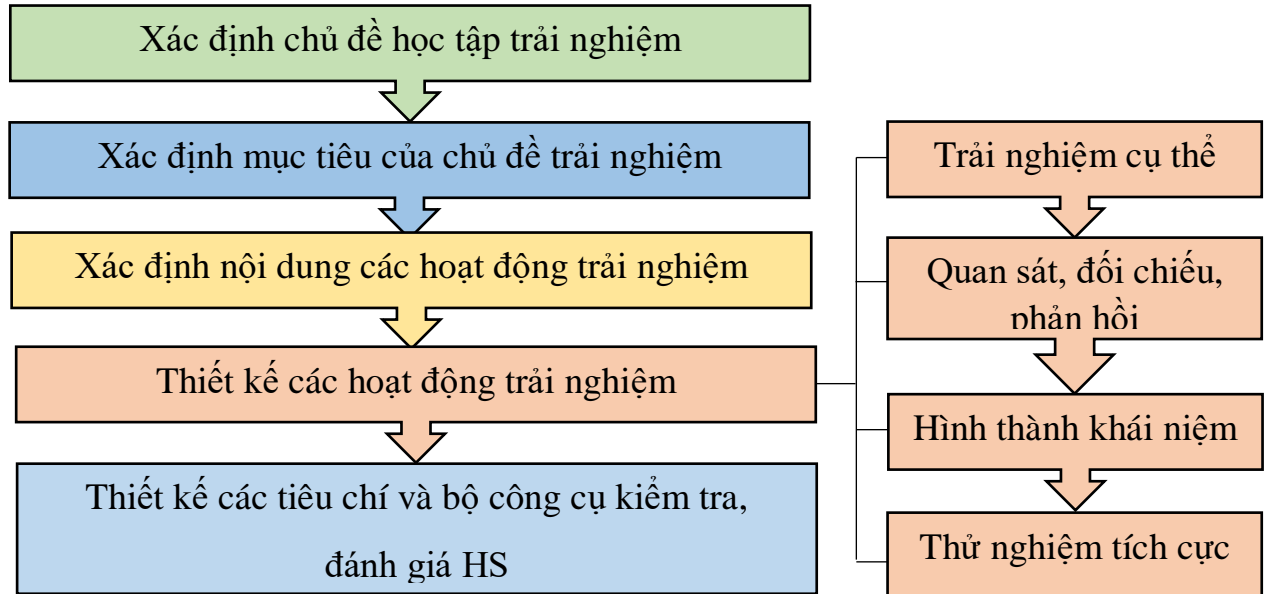 Xác định chủ đề học tập trải nghiệm
Xác định mục tiêu của chủ đề trải nghiệm
Xác định nội dung các hoạt động trải nghiệm
Thiết kế các hoạt động trải nghiệm
Thiết kế các tiêu chí và bộ công cụ kiểm tra,
đánh giá HS
Trải nghiệm cụ thể
Quan sát, đối chiếu,
phản hồi
Hình thành khái niệm
Thử nghiệm tích cực